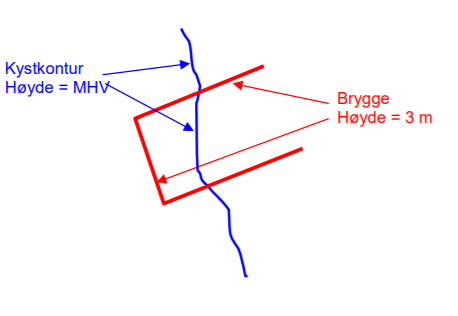 Kystkontur
Høyde = MHV
Brygge
Høyde = 3 m